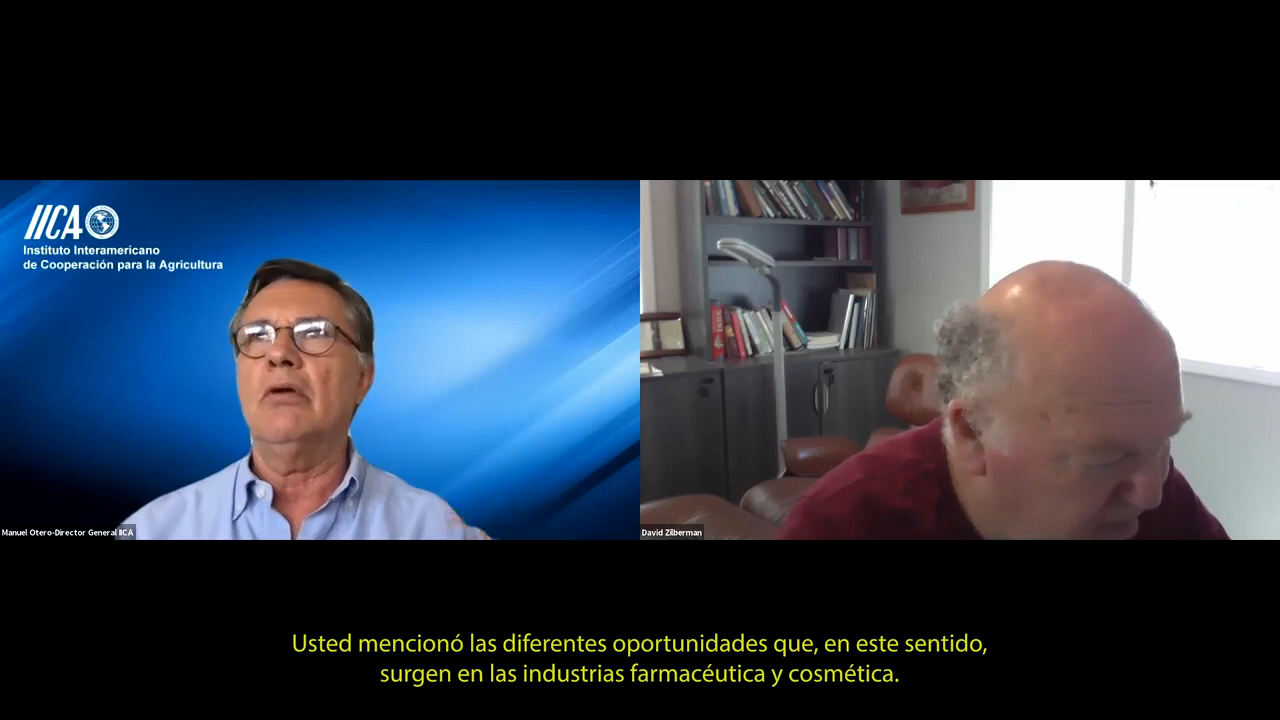 IICA
Instituto Interamericano
de Cooperación para la Agricultura
Manuel Otero-Director General IICA
David Zilberman
Usted mencionó las diferentes oportunidades que, en este sentido,
surgen en las industrias farmacéutica y cosmética.